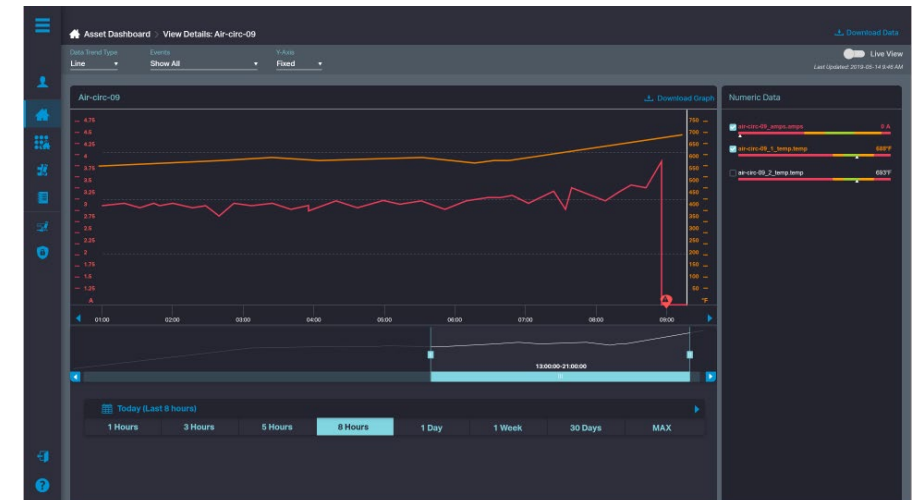 Asset Dashboard > View Details: Air-circ-09
Download Data
Data Trend Type
Events
Y-Axis
Line
Show All
Fixed
Live View
Last Updated: 2019-05-14 9:46 AM
Air-circ-09
Download Graph
Numeric Data
air-circ-09_amps.amps 0 A
air-circ-09_1_temp.temp 688°F
air-circ-09_2_temp.temp 693°F
4.75
4.5
4.25
4
3.75
3.5
3.25
3
2.75
2.5
2.25
2
1.75
1.5
1.25
A
750
700
650
600
550
500
450
400
350
300
250
200
150
100
50
°F
01:00 02:00 03:00 04:00 05:00 06:00 07:00 08:00 09:00
13:00:00-21:00:00
Today (Last 8 hours)
1 Hours 3 Hours 5 Hours 8 Hours 1 Day 1 Week 30 Days MAX